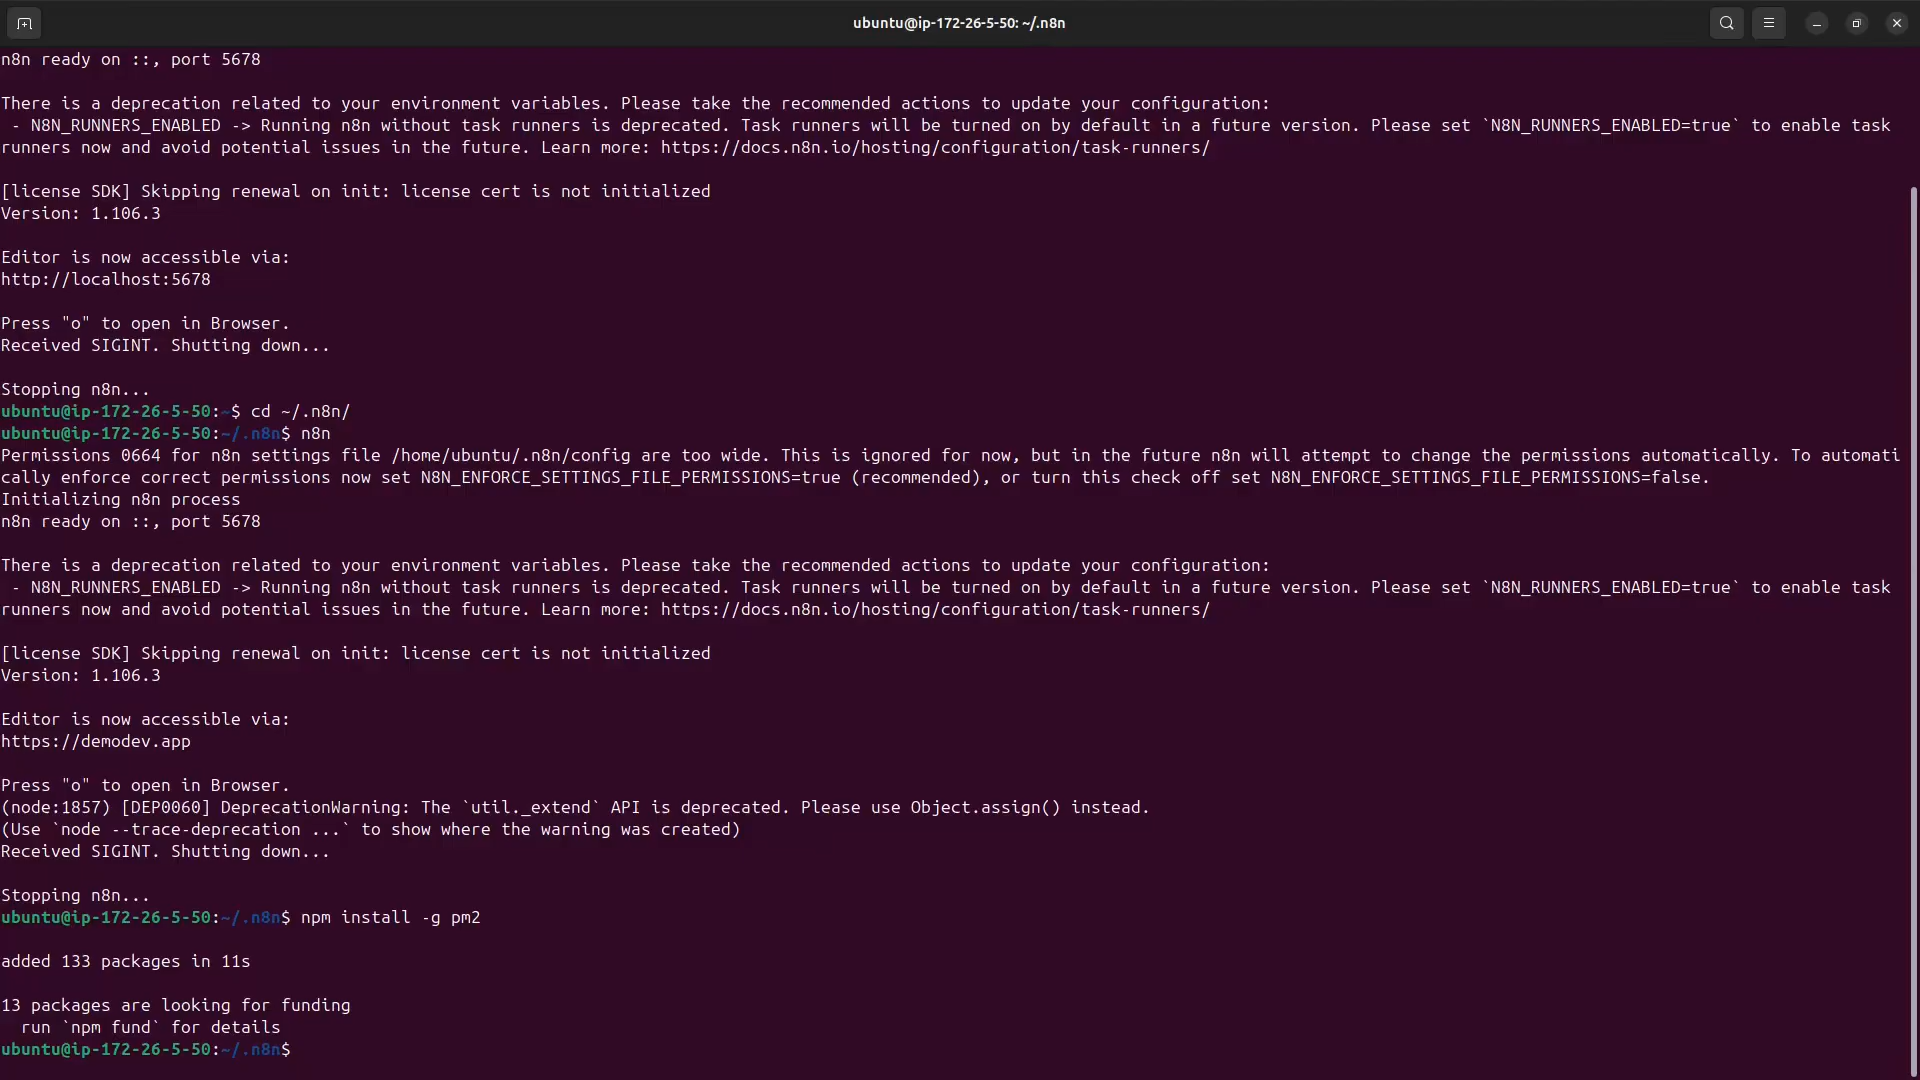 ubuntu@ip-172-26-5-50: ~/.n8n
n8n ready on ::, port 5678
There is a deprecation related to your environment variables. Please take the recommended actions to update your configuration:
 - N8N_RUNNERS_ENABLED -> Running n8n without task runners is deprecated. Task runners will be turned on by default in a future version. Please set `N8N_RUNNERS_ENABLED=true` to enable task
runners now and avoid potential issues in the future. Learn more: https://docs.n8n.io/hosting/configuration/task-runners/
[license SDK] Skipping renewal on init: license cert is not initialized
Version: 1.106.3
Editor is now accessible via:
http://localhost:5678
Press "o" to open in Browser.
Received SIGINT. Shutting down...
Stopping n8n...
ubuntu@ip-172-26-5-50:~$ cd ~/.n8n/
ubuntu@ip-172-26-5-50:~/.n8n$ n8n
Permissions 0664 for n8n settings file /home/ubuntu/.n8n/config are too wide. This is ignored for now, but in the future n8n will attempt to change the permissions automatically. To automati
cally enforce correct permissions now set N8N_ENFORCE_SETTINGS_FILE_PERMISSIONS=true (recommended), or turn this check off set N8N_ENFORCE_SETTINGS_FILE_PERMISSIONS=false.
Initializing n8n process
n8n ready on ::, port 5678
There is a deprecation related to your environment variables. Please take the recommended actions to update your configuration:
 - N8N_RUNNERS_ENABLED -> Running n8n without task runners is deprecated. Task runners will be turned on by default in a future version. Please set `N8N_RUNNERS_ENABLED=true` to enable task
runners now and avoid potential issues in the future. Learn more: https://docs.n8n.io/hosting/configuration/task-runners/
[license SDK] Skipping renewal on init: license cert is not initialized
Version: 1.106.3
Editor is now accessible via:
https://demodev.app
Press "o" to open in Browser.
(node:1857) [DEP0060] DeprecationWarning: The `util._extend` API is deprecated. Please use Object.assign() instead.
(Use `node --trace-deprecation ...` to show where the warning was created)
Received SIGINT. Shutting down...
Stopping n8n...
ubuntu@ip-172-26-5-50:~/.n8n$ npm install -g pm2
added 133 packages in 11s
13 packages are looking for funding
  run `npm fund` for details
ubuntu@ip-172-26-5-50:~/.n8n$